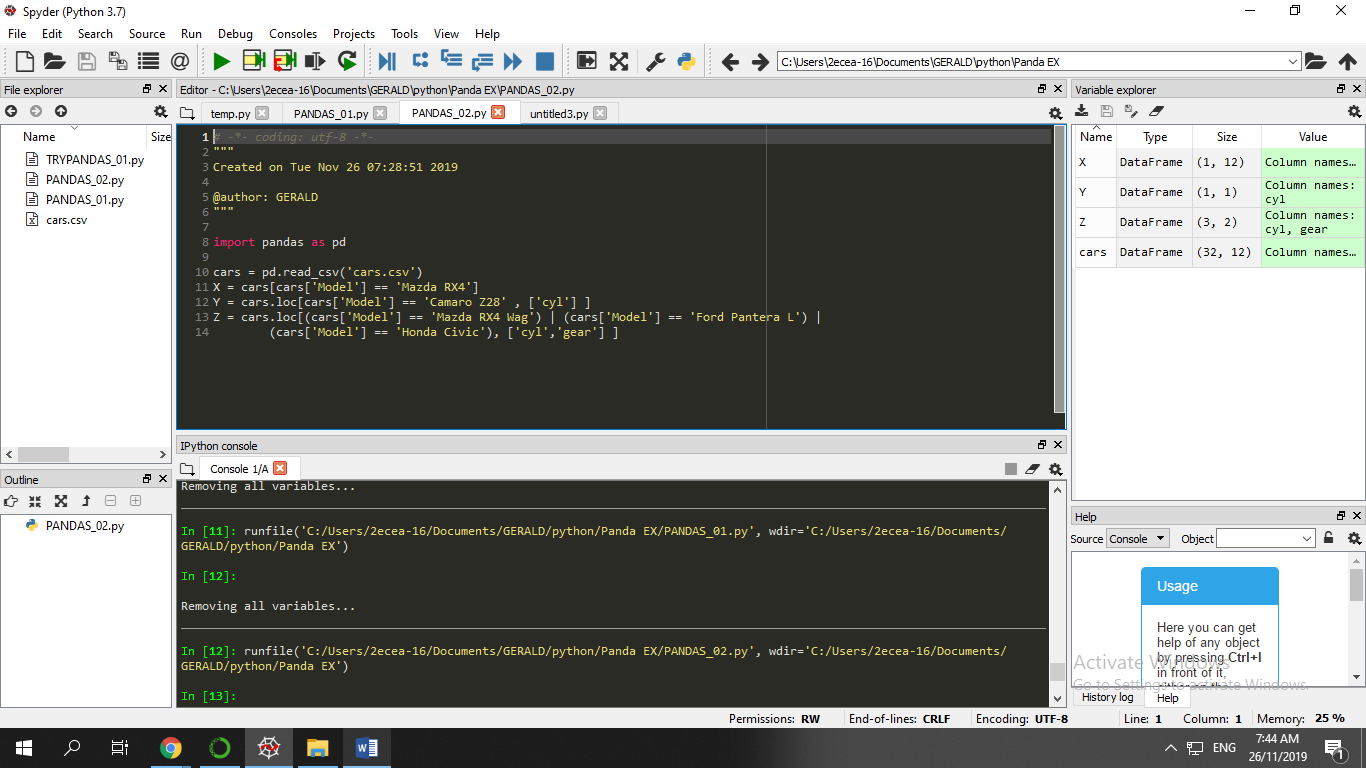 Spyder (Python 3.7)
File Edit Search Source Run Debug Consoles Projects Tools View Help
C:\Users\2ecea-16\Documents\GERALD\python\Panda EX
File explorer
Name Size
TRYPANDAS_01.py
PANDAS_02.py
PANDAS_01.py
cars.csv
Outline
PANDAS_02.py
Editor - C:\Users\2ecea-16\Documents\GERALD\python\Panda EX\PANDAS_02.py
temp.py PANDAS_01.py PANDAS_02.py untitled3.py
1 # -*- coding: utf-8 -*-
2 """
3 Created on Tue Nov 26 07:28:51 2019
4
5 @author: GERALD
6 """
7
8 import pandas as pd
9
10 cars = pd.read_csv('cars.csv')
11 X = cars[cars['Model'] == 'Mazda RX4']
12 Y = cars.loc[cars['Model'] == 'Camaro Z28' , ['cyl'] ]
13 Z = cars.loc[(cars['Model'] == 'Mazda RX4 Wag') | (cars['Model'] == 'Ford Pantera L') |
14 (cars['Model'] == 'Honda Civic'), ['cyl','gear'] ]
IPython console
Console 1/A
Removing all variables...
In [11]: runfile('C:/Users/2ecea-16/Documents/GERALD/python/Panda EX/PANDAS_01.py', wdir='C:/Users/2ecea-16/Documents/
GERALD/python/Panda EX')
In [12]:
Removing all variables...
In [12]: runfile('C:/Users/2ecea-16/Documents/GERALD/python/Panda EX/PANDAS_02.py', wdir='C:/Users/2ecea-16/Documents/
GERALD/python/Panda EX')
In [13]:
Variable explorer
Name Type Size Value
X DataFrame (1, 12) Column names…
Y DataFrame (1, 1) Column names:
cyl
Z DataFrame (3, 2) Column names:
cyl, gear
cars DataFrame (32, 12) Column names…
Help
Source Console Object
Usage
Here you can get
help of any object
by pressing Ctrl+I
in front of it,
Activate Windows
Go to Settings to activate Windows.
History log Help
Permissions: RW End-of-lines: CRLF Encoding: UTF-8 Line: 1 Column: 1 Memory: 25 %
ENG
7:44 AM
26/11/2019
1